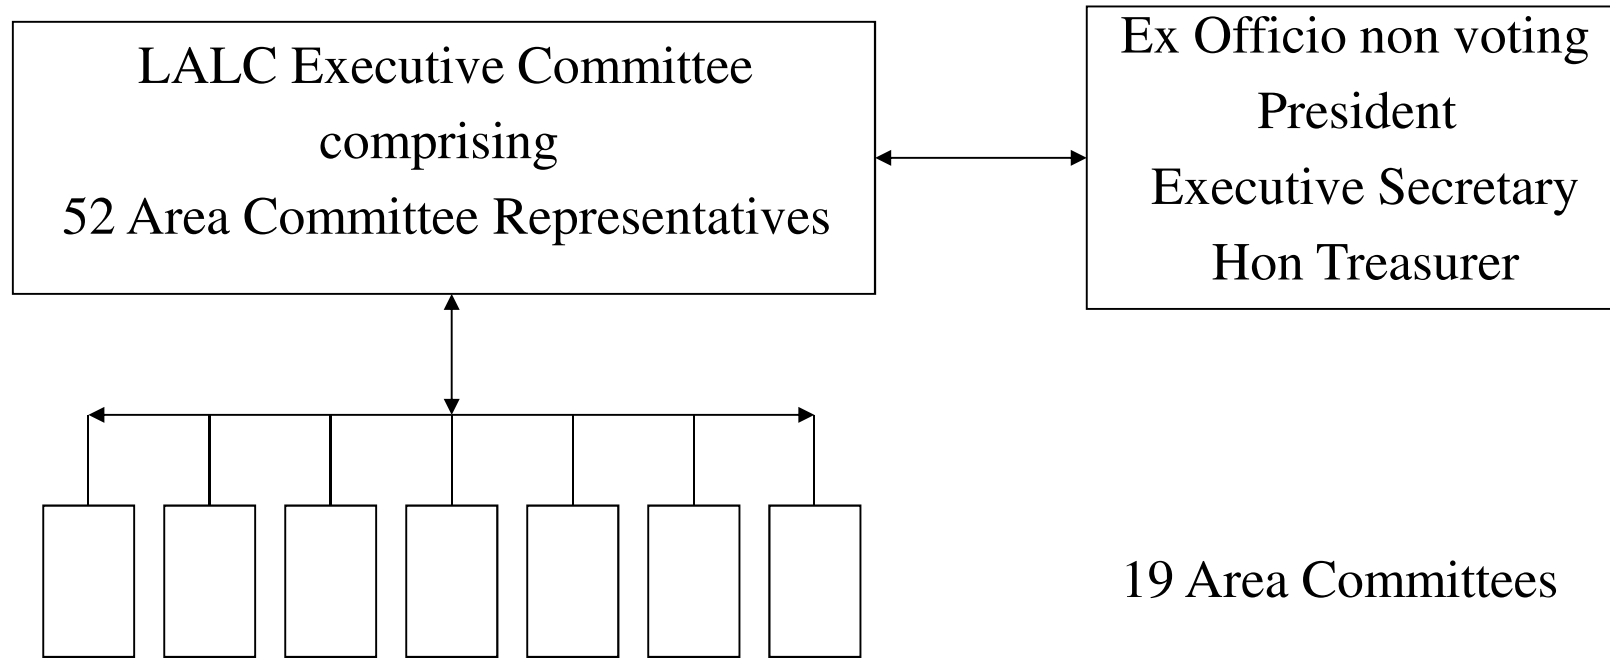 LALC Executive Committee
comprising
52 Area Committee Representatives
Ex Officio non voting
President
Executive Secretary
Hon Treasurer
19 Area Committees